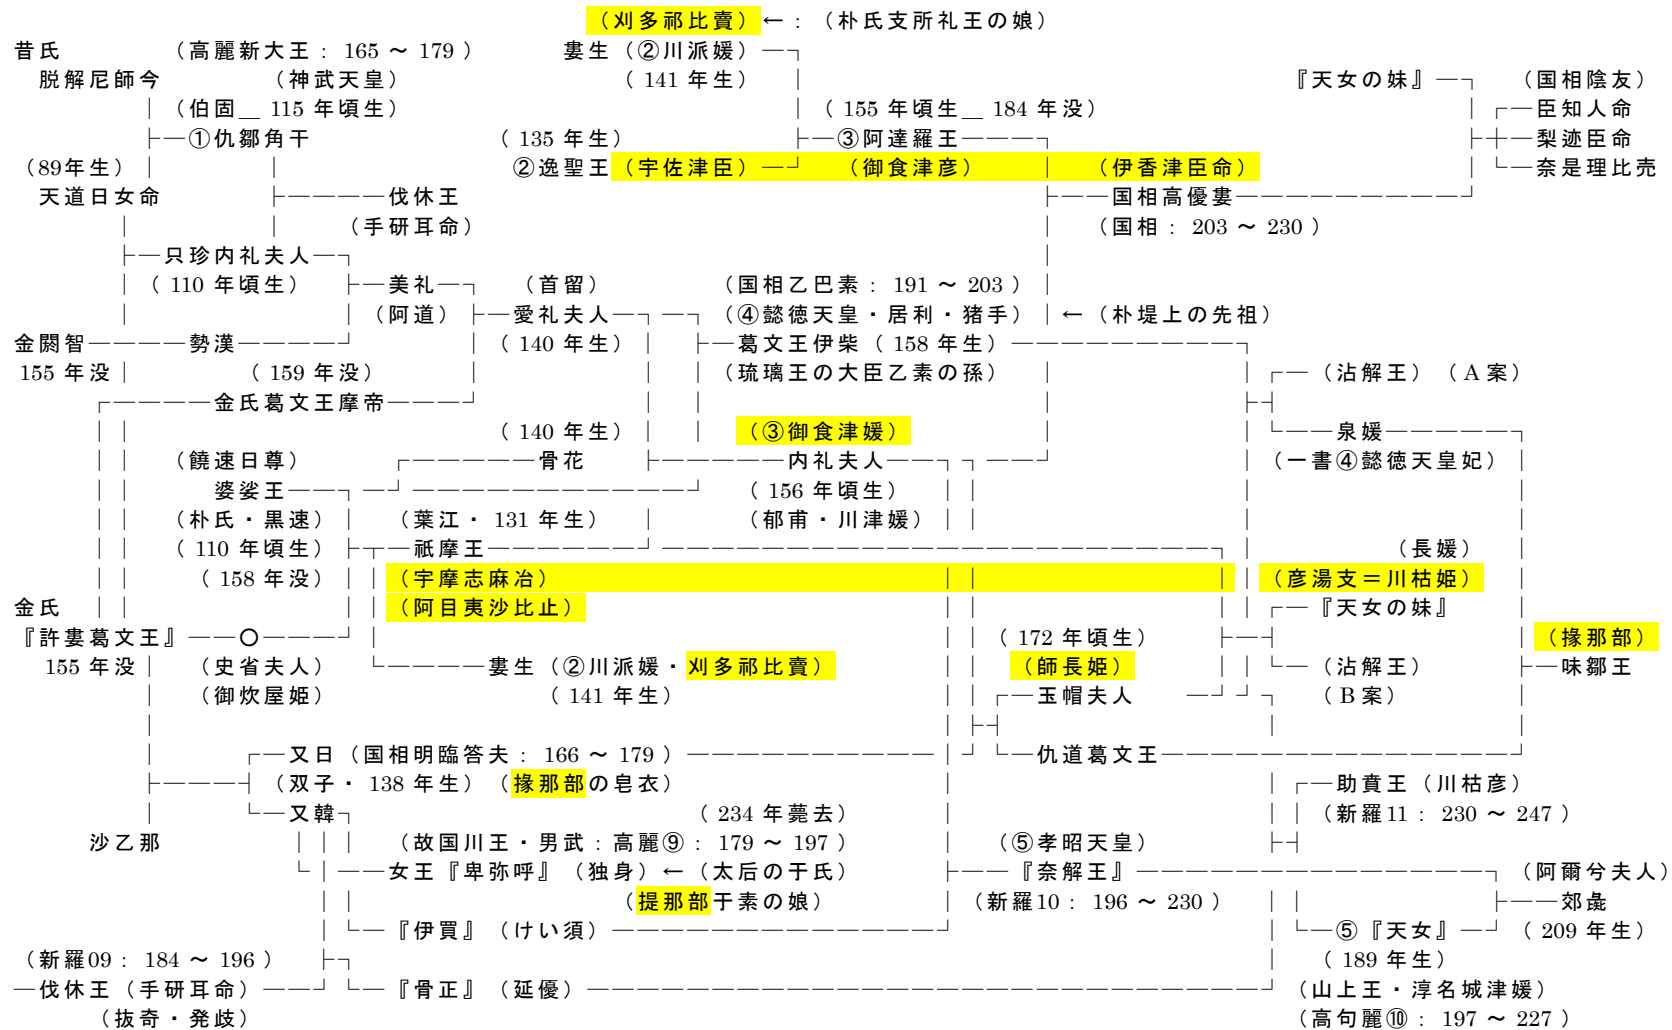 （刈多祁比賣）←：（朴氏支所礼王の娘）
昔氏　（高麗新大王：165～179）　婁生（②川派媛）─┐
脱解尼師今　（神武天皇）　（141年生）　│　『天女の妹』─┐　（国相陰友）
│（伯固＿115年頃生）　│（155年頃生＿184年没）　│┌─臣知人命
├─①仇鄒角干　（135年生）　├─③阿達羅王───┐　├┼─梨迹臣命
（89年生）│　│　②逸聖王（宇佐津臣）─┘　（御食津彦）　│　（伊香津臣命）　│└─奈是理比売
天道日女命　├────伐休王　├──国相高優婁─────────┘
│　│　（手研耳命）　│（国相：203～230）
├─只珍内礼夫人─┐　│
│（110年頃生）　├─美礼─┐　（首留）　（国相乙巴素：191～203）│
│　│（阿道）├─愛礼夫人─┐─┐（④懿徳天皇・居利・猪手）│←（朴堤上の先祖）
金閼智────勢漢────┘　│（140年生）│　├─葛文王伊柴（158年生）─────────┐
155年没│　（159年没）　│　│　│（琉璃王の大臣乙素の孫）　│　│┌─（沾解王）（A案）
┌────金氏葛文王摩帝───┘　│　│　│　├┤
││　（140年生）│　│　（③御食津媛）　│　│└──泉媛─────┐
││（饒速日尊）　┌─────骨花　├─────内礼夫人──┐┌──┘　（一書④懿徳天皇妃）│
││　婆娑王──┐─┘───────────┘　（156年頃生）││　│　│
││（朴氏・黒速）│（葉江・131年生）│　（郁甫・川津媛）││　│　│
││（110年頃生）├┬─祇摩王──────┘──────────────────────┐│　（長媛）　│
││（158年没）││（宇摩志麻冶）　││　││（彦湯支＝川枯姫）│
金氏││　││（阿目夷沙比止）　││　││┌─『天女の妹』　│
『許婁葛文王』──〇───┘│　││（172年頃生）　├─┤　（掾那部）
155年没│（史省夫人）　└────婁生（②川派媛・刈多祁比賣）　││（師長姫）　││└─（沾解王）　├─味鄒王
│（御炊屋姫）　（141年生）　││┌─玉帽夫人　─┘┘┐（B案）　│
│　│├┤　│　│
│　┌─又日（国相明臨答夫：166～179）──────────│┘└─仇道葛文王──────────────┘
├───┤（双子・138年生）（掾那部の皂衣）　│　│┌─助賁王（川枯彦）
│　└─又韓┐　（234年薨去）　│　││（新羅11：230～247）
沙乙那　│││（故国川王・男武：高麗⑨：179～197）　│（⑤孝昭天皇）　├┤
└│──女王『卑弥呼』（独身）←（太后の于氏）　├──『奈解王』──────────────┐（阿爾兮夫人）
││　（提那部于素の娘）　│（新羅10：196～230）││　├──郊彘
│└─『伊買』（けい須）─────────────┘　│└─⑤『天女』─┘（209年生）
（新羅09：184～196）├┐　│（189年生）
─伐休王（手研耳命）──┘└─『骨正』（延優）───────────────────────────┘（山上王・淳名城津媛）
（抜奇・発歧）　（高句麗⑩：197～227）